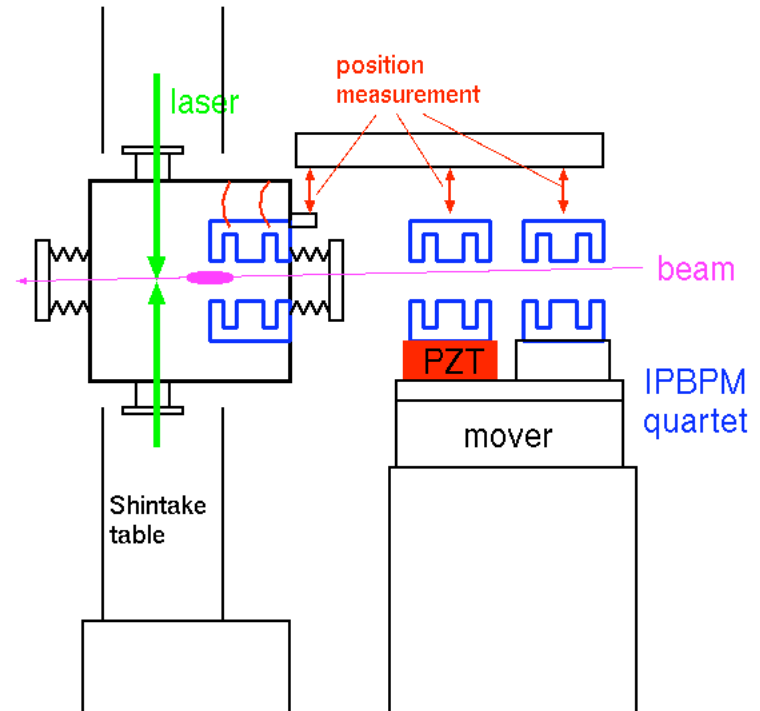 position
measurement
laser
beam
PZT
IPBPM
quartet
mover
Shintake
table